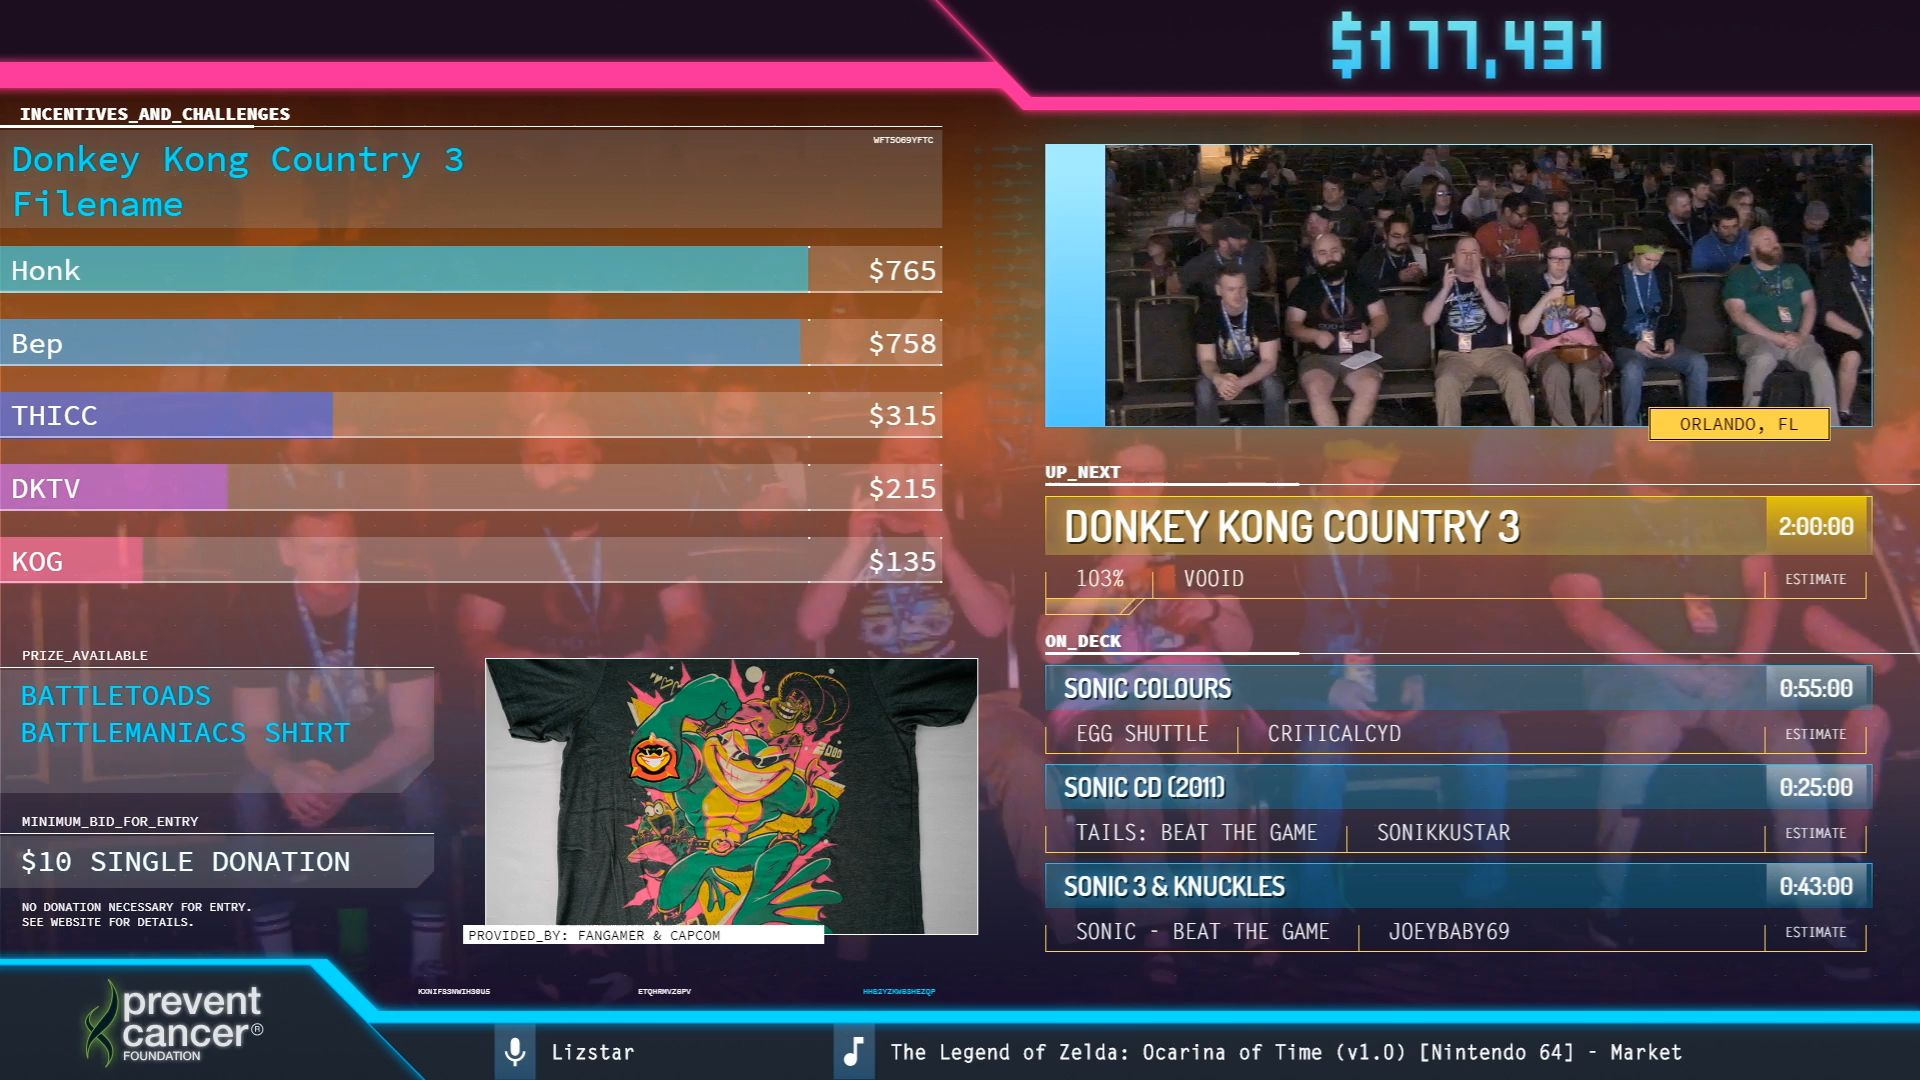 $177,431
INCENTIVES_AND_CHALLENGES
WFTSO69YFTC
Donkey Kong Country 3
Filename
Honk $765
Bep $758
THICC $315
DKTV $215
KOG $135
PRIZE_AVAILABLE
BATTLETOADS
BATTLEMANIACS SHIRT
MINIMUM_BID_FOR_ENTRY
$10 SINGLE DONATION
NO DONATION NECESSARY FOR ENTRY.
SEE WEBSITE FOR DETAILS.
PROVIDED_BY: FANGAMER & CAPCOM
ORLANDO, FL
UP_NEXT
DONKEY KONG COUNTRY 3 2:00:00
103% VOOID ESTIMATE
ON_DECK
SONIC COLOURS 0:55:00
EGG SHUTTLE CRITICALCYD ESTIMATE
SONIC CD (2011) 0:25:00
TAILS: BEAT THE GAME SONIKKUSTAR ESTIMATE
SONIC 3 & KNUCKLES 0:43:00
SONIC - BEAT THE GAME JOEYBABY69 ESTIMATE
prevent
cancer®
FOUNDATION
Lizstar
The Legend of Zelda: Ocarina of Time (v1.0) [Nintendo 64] - Market